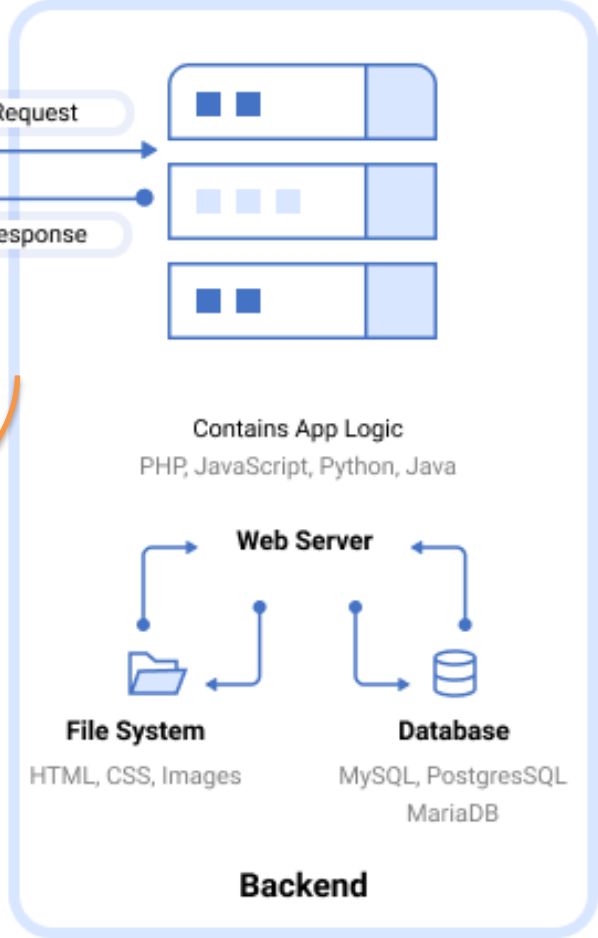 Request
esponse
Contains App Logic
PHP, JavaScript, Python, Java
Web Server
File System
HTML, CSS, Images
Database
MySQL, PostgresSQL
MariaDB
Backend